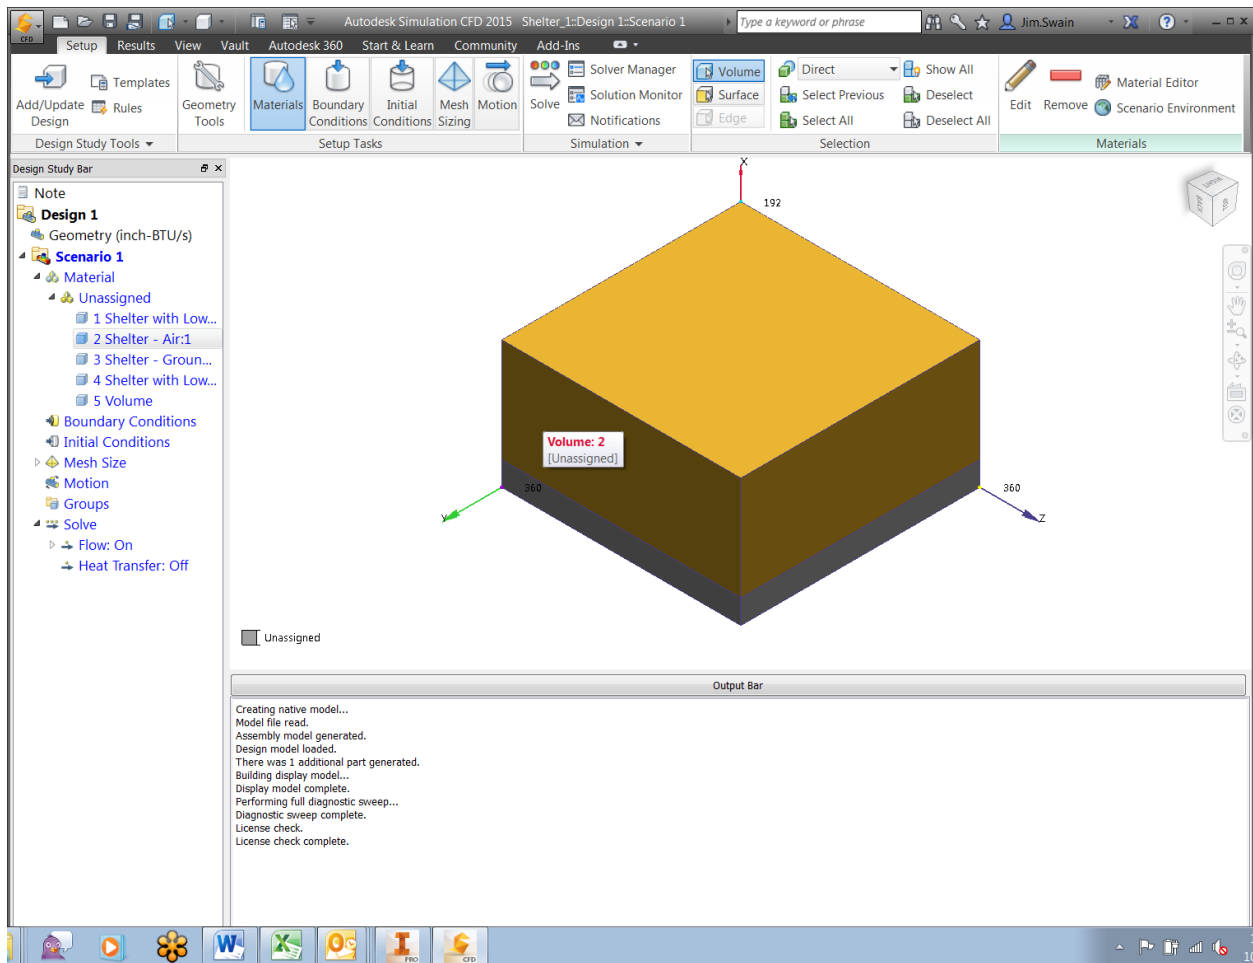 Autodesk Simulation CFD 2015 Shelter_1::Design 1::Scenario 1
Type a keyword or phrase
Jim.Swain
CFD
Setup Results View Vault Autodesk 360 Start & Learn Community Add-Ins
Add/Update Design
Templates
Rules
Geometry Tools
Materials
Boundary Conditions
Initial Conditions
Mesh Sizing
Motion
Solve
Solver Manager
Solution Monitor
Notifications
Volume
Surface
Edge
Direct
Select Previous
Select All
Show All
Deselect
Deselect All
Edit
Remove
Material Editor
Scenario Environment
Design Study Tools
Setup Tasks
Simulation
Selection
Materials
Design Study Bar
Note
Design 1
Geometry (inch-BTU/s)
Scenario 1
Material
Unassigned
1 Shelter with Low...
2 Shelter - Air:1
3 Shelter - Groun...
4 Shelter with Low...
5 Volume
Boundary Conditions
Initial Conditions
Mesh Size
Motion
Groups
Solve
Flow: On
Heat Transfer: Off
X
192
Volume: 2
[Unassigned]
360
360
Y
Z
Unassigned
Output Bar
Creating native model...
Model file read.
Assembly model generated.
Design model loaded.
There was 1 additional part generated.
Building display model...
Display model complete.
Performing full diagnostic sweep...
Diagnostic sweep complete.
License check.
License check complete.
PRO
CFD